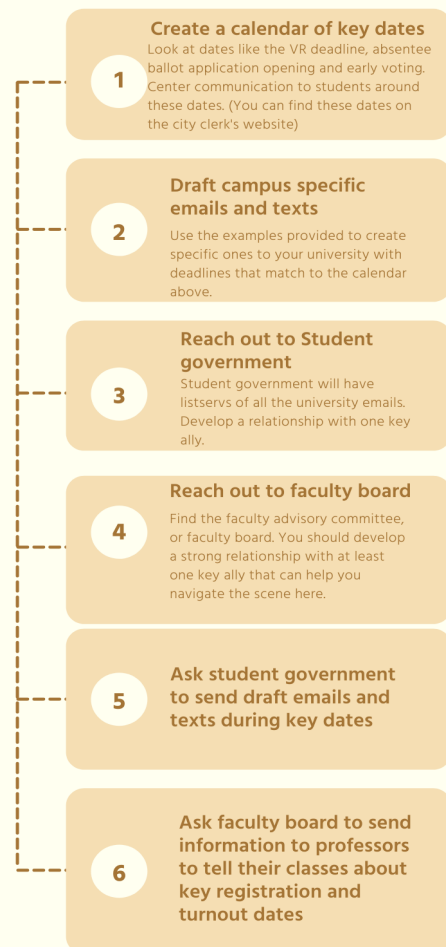 Create a calendar of key dates
1
Look at dates like the VR deadline, absentee
ballot application opening and early voting.
Center communication to students around
these dates. (You can find these dates on
the city clerk's website)
Draft campus specific
emails and texts
2
Use the examples provided to create
specific ones to your university with
deadlines that match to the calendar
above.
Reach out to Student
government
3
Student government will have
listservs of all the university emails.
Develop a relationship with one key
ally.
Reach out to faculty board
4
Find the faculty advisory committee,
or faculty board. You should develop
a strong relationship with at least
one key ally that can help you
navigate the scene here.
5
Ask student government
to send draft emails and
texts during key dates
6
Ask faculty board to send
information to professors
to tell their classes about
key registration and
turnout dates